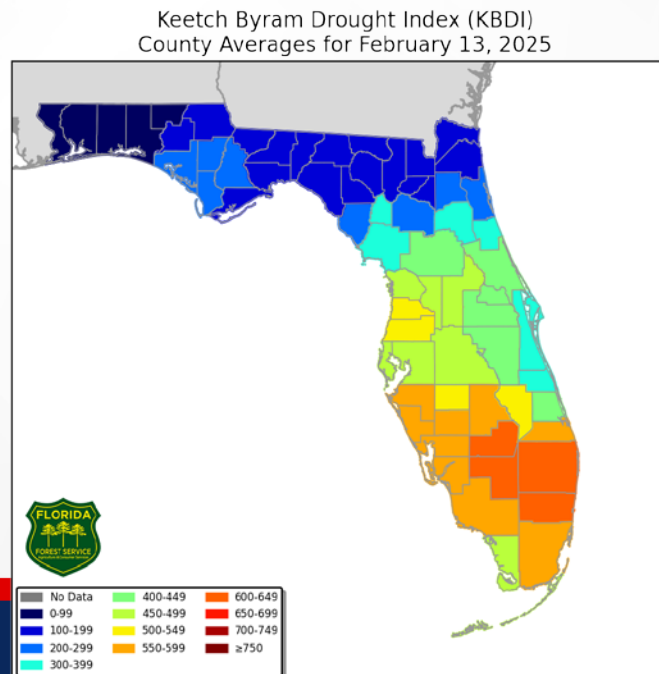 Keetch Byram Drought Index (KBDI)
County Averages for February 13, 2025
FLORIDA
FOREST SERVICE
No Data
0-99
100-199
200-299
300-399
400-449
450-499
500-549
550-599
600-649
650-699
700-749
≥750